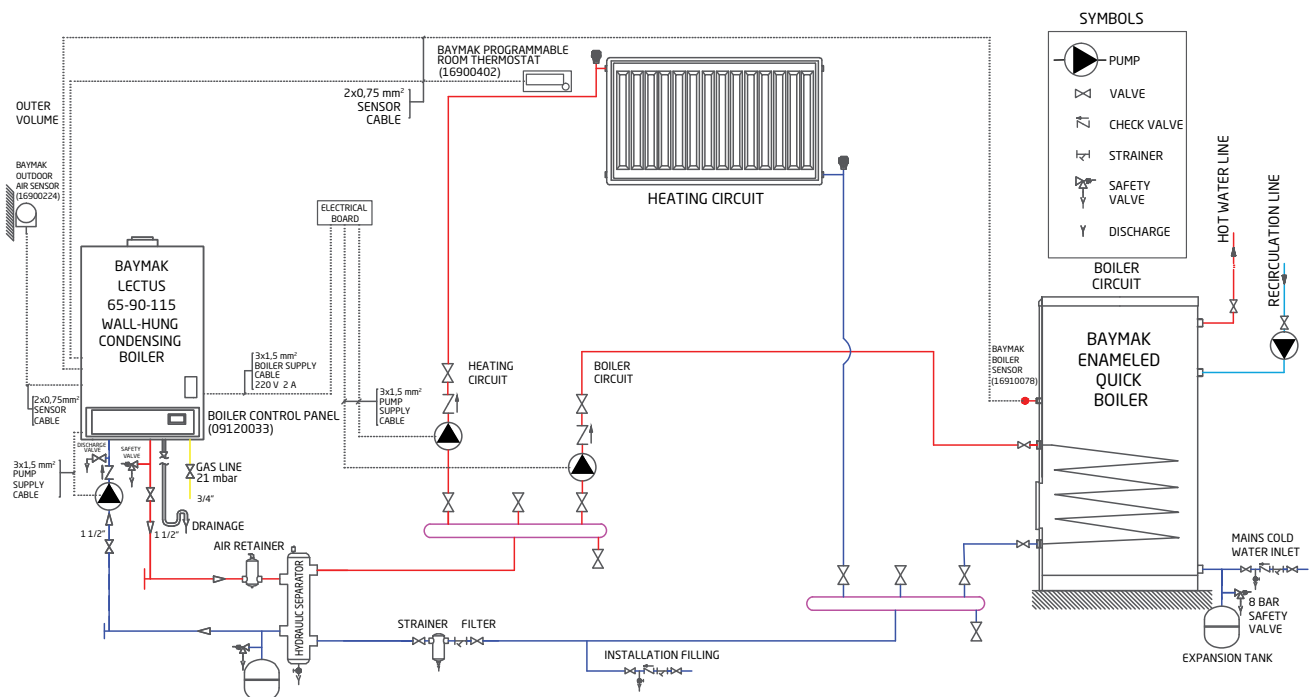 SYMBOLS
PUMP
VALVE
CHECK VALVE
STRAINER
SAFETY
VALVE
DISCHARGE
BAYMAK PROGRAMMABLE
ROOM THERMOSTAT
(16900402)
2x0,75 mm²
SENSOR
CABLE
OUTER
VOLUME
BAYMAK
OUTDOOR
AIR SENSOR
(16900224)
ELECTRICAL
BOARD
HEATING CIRCUIT
HOT WATER LINE
RECIRCULATION LINE
BOILER
CIRCUIT
BAYMAK
LECTUS
65-90-115
WALL-HUNG
CONDENSING
BOILER
3x1,5 mm²
BOILER SUPPLY
CABLE
220 V 2 A
HEATING
CIRCUIT
BOILER
CIRCUIT
BAYMAK
BOILER
SENSOR
(16910078)
BAYMAK
ENAMELED
QUICK
BOILER
2x0,75mm²
SENSOR
CABLE
BOILER CONTROL PANEL
(09120033)
3x1,5 mm²
PUMP
SUPPLY
CABLE
DISCHARGE
VALVE
SAFETY
VALVE
3x1,5 mm²
PUMP
SUPPLY
CABLE
GAS LINE
21 mbar
3/4"
DRAINAGE
1 1/2"
1 1/2"
AIR RETAINER
HYDRAULIC SEPARATOR
STRAINER
FILTER
INSTALLATION FILLING
MAINS COLD
WATER INLET
8 BAR
SAFETY
VALVE
EXPANSION TANK